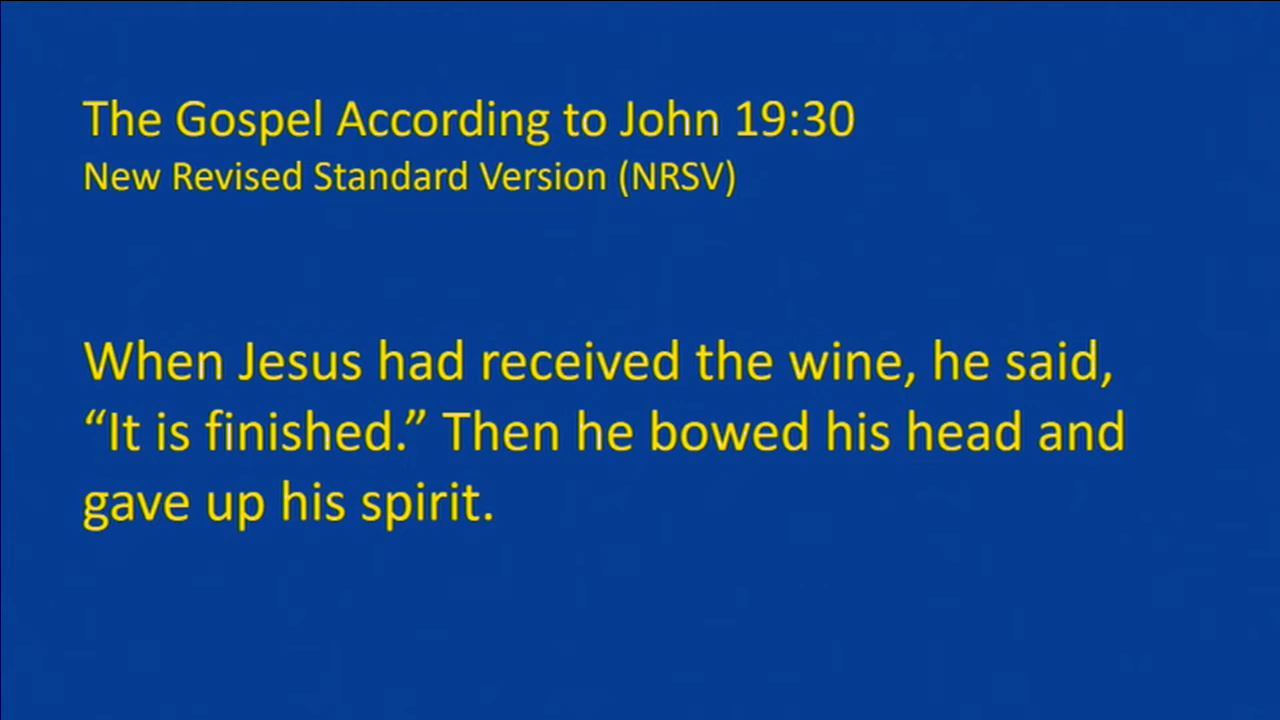 The Gospel According to John 19:30
New Revised Standard Version (NRSV)
When Jesus had received the wine, he said,
“It is finished.” Then he bowed his head and
gave up his spirit.